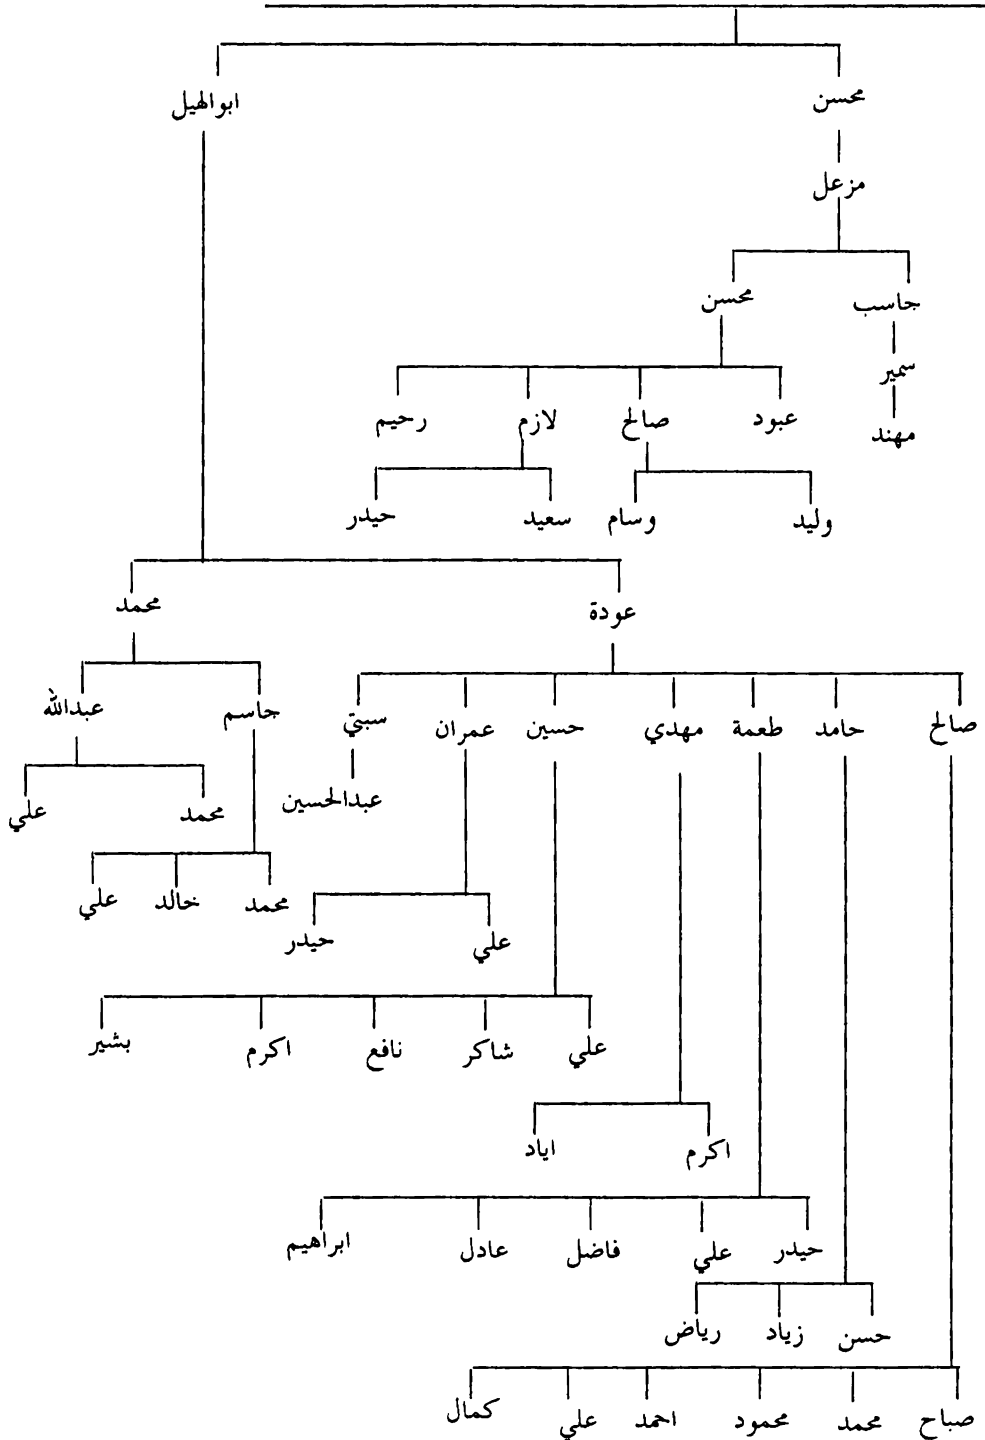 محسن ابوالهيل
مزعل
جاسب محسن
سمير
عبود صالح لازم رحيم
مهند
وليد وسام سعيد حيدر
عودة محمد
صالح حامد طعمة مهدي حسين عمران سبتي جاسم عبدالله
عبدالحسين محمد علي
محمد خالد علي
علي حيدر
علي شاكر نافع اكرم بشير
اكرم اياد
حيدر علي فاضل عادل ابراهيم
حسن زياد رياض
صباح محمد محمود احمد علي كمال